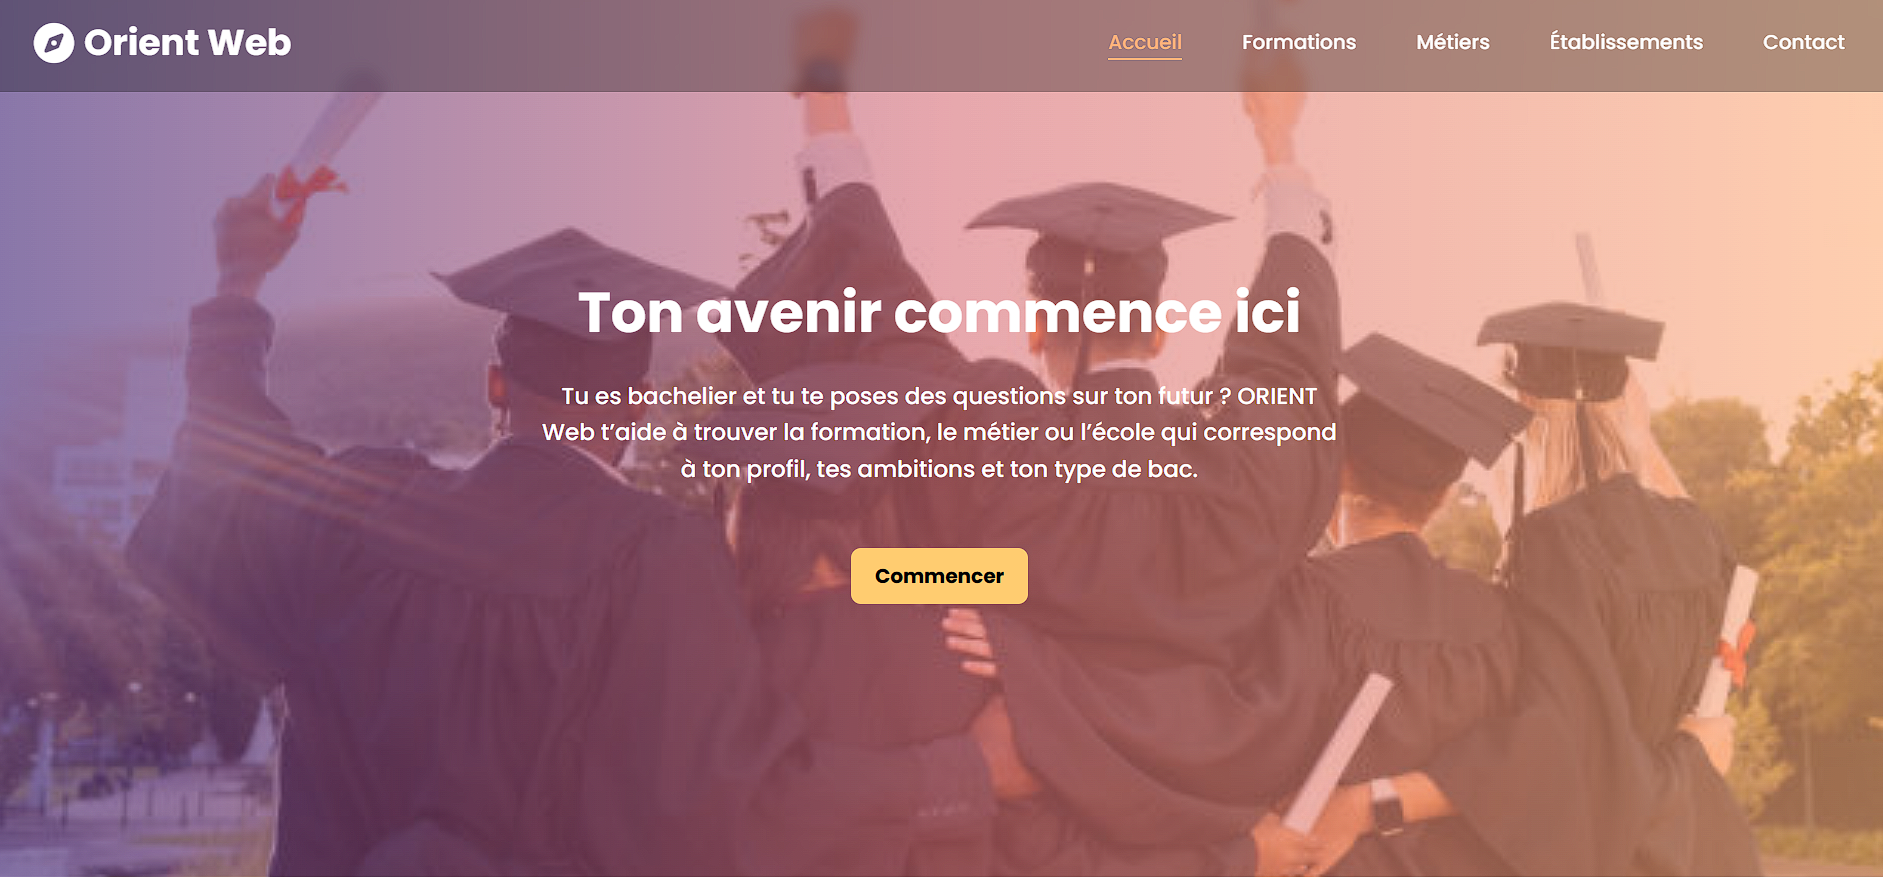 Orient Web
Accueil Formations Métiers Établissements Contact
Ton avenir commence ici
Tu es bachelier et tu te poses des questions sur ton futur ? ORIENT
Web t’aide à trouver la formation, le métier ou l’école qui correspond
à ton profil, tes ambitions et ton type de bac.
Commencer